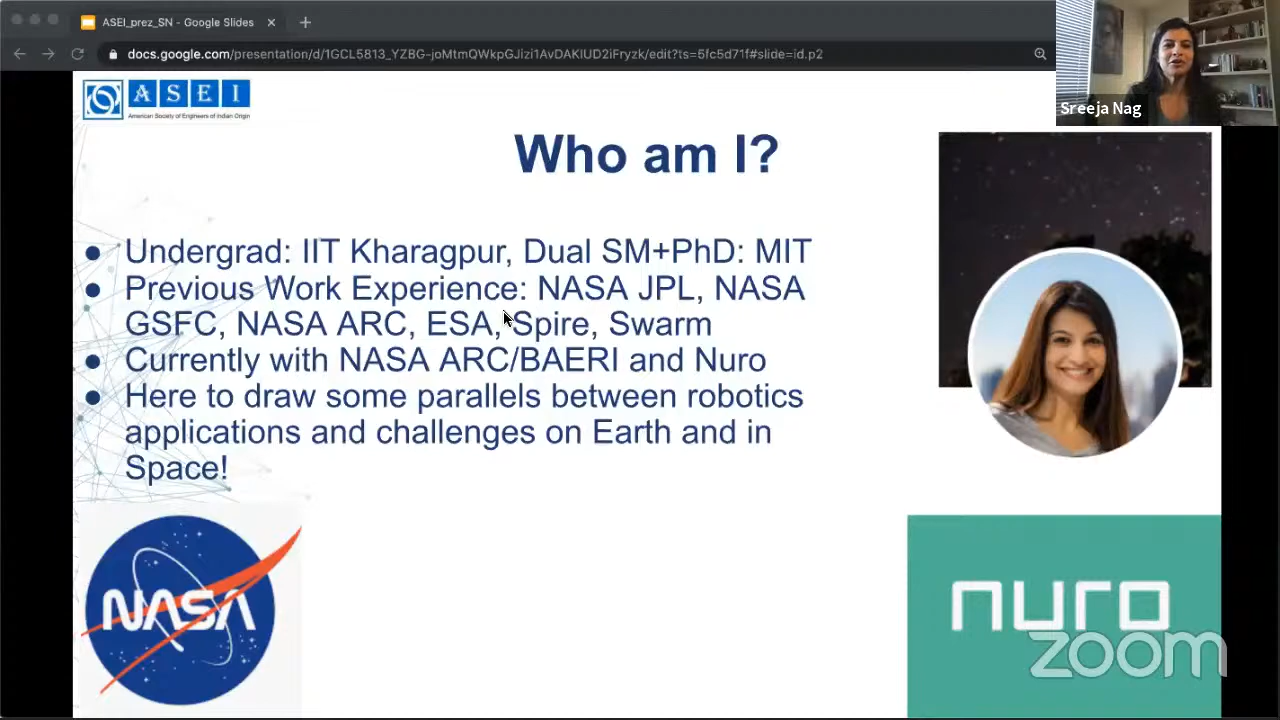 ASEI_prez_SN - Google Slides
docs.google.com/presentation/d/1GCL5813_YZBG-joMtmOWkpGJizi1AvDAKlUD2iFryzk/edit?ts=5fc5d71f#slide=id.p2
Sreeja Nag
ASEI
American Society of Engineers of Indian Origin
Who am I?
● Undergrad: IIT Kharagpur, Dual SM+PhD: MIT
● Previous Work Experience: NASA JPL, NASA
GSFC, NASA ARC, ESA, Spire, Swarm
● Currently with NASA ARC/BAERI and Nuro
● Here to draw some parallels between robotics
applications and challenges on Earth and in
Space!
NASA
nuro
zoom